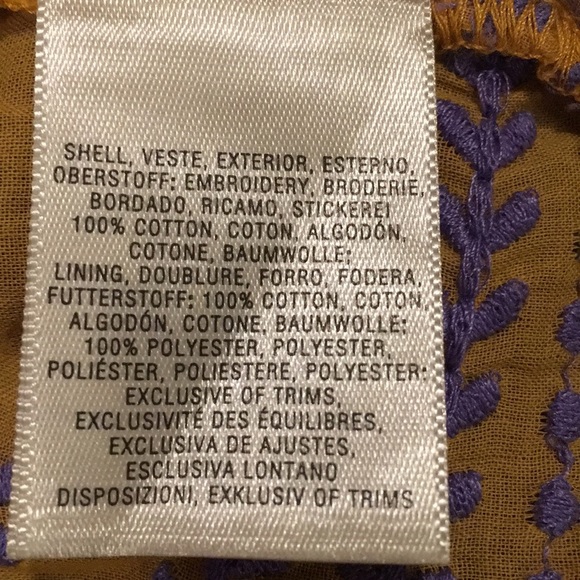 SHELL, VESTE, EXTERIOR, ESTERNO,
OBERSTOFF: EMBROIDERY, BRODERIE,
BORDADO, RICAMO, STICKEREI
100% COTTON, COTON, ALGODÓN,
COTONE, BAUMWOLLE:
LINING, DOUBLURE, FORRO, FODERA,
FUTTERSTOFF: 100% COTTON, COTON,
ALGODÓN, COTONE, BAUMWOLLE:
100% POLYESTER, POLYESTER,
POLIÉSTER, POLIESTERE, POLYESTER:
EXCLUSIVE OF TRIMS,
EXCLUSIVITÉ DES ÉQUILIBRES,
EXCLUSIVA DE AJUSTES,
ESCLUSIVA LONTANO
DISPOSIZIONI, EXKLUSIV OF TRIMS